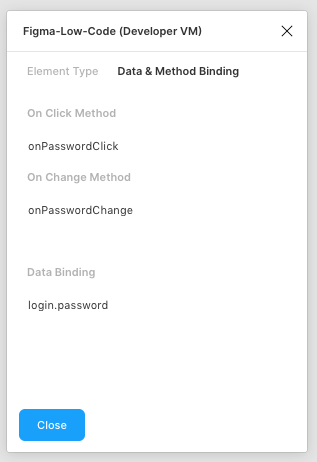 Figma-Low-Code (Developer VM)
Element Type Data & Method Binding
On Click Method
onPasswordClick
On Change Method
onPasswordChange
Data Binding
login.password
Close